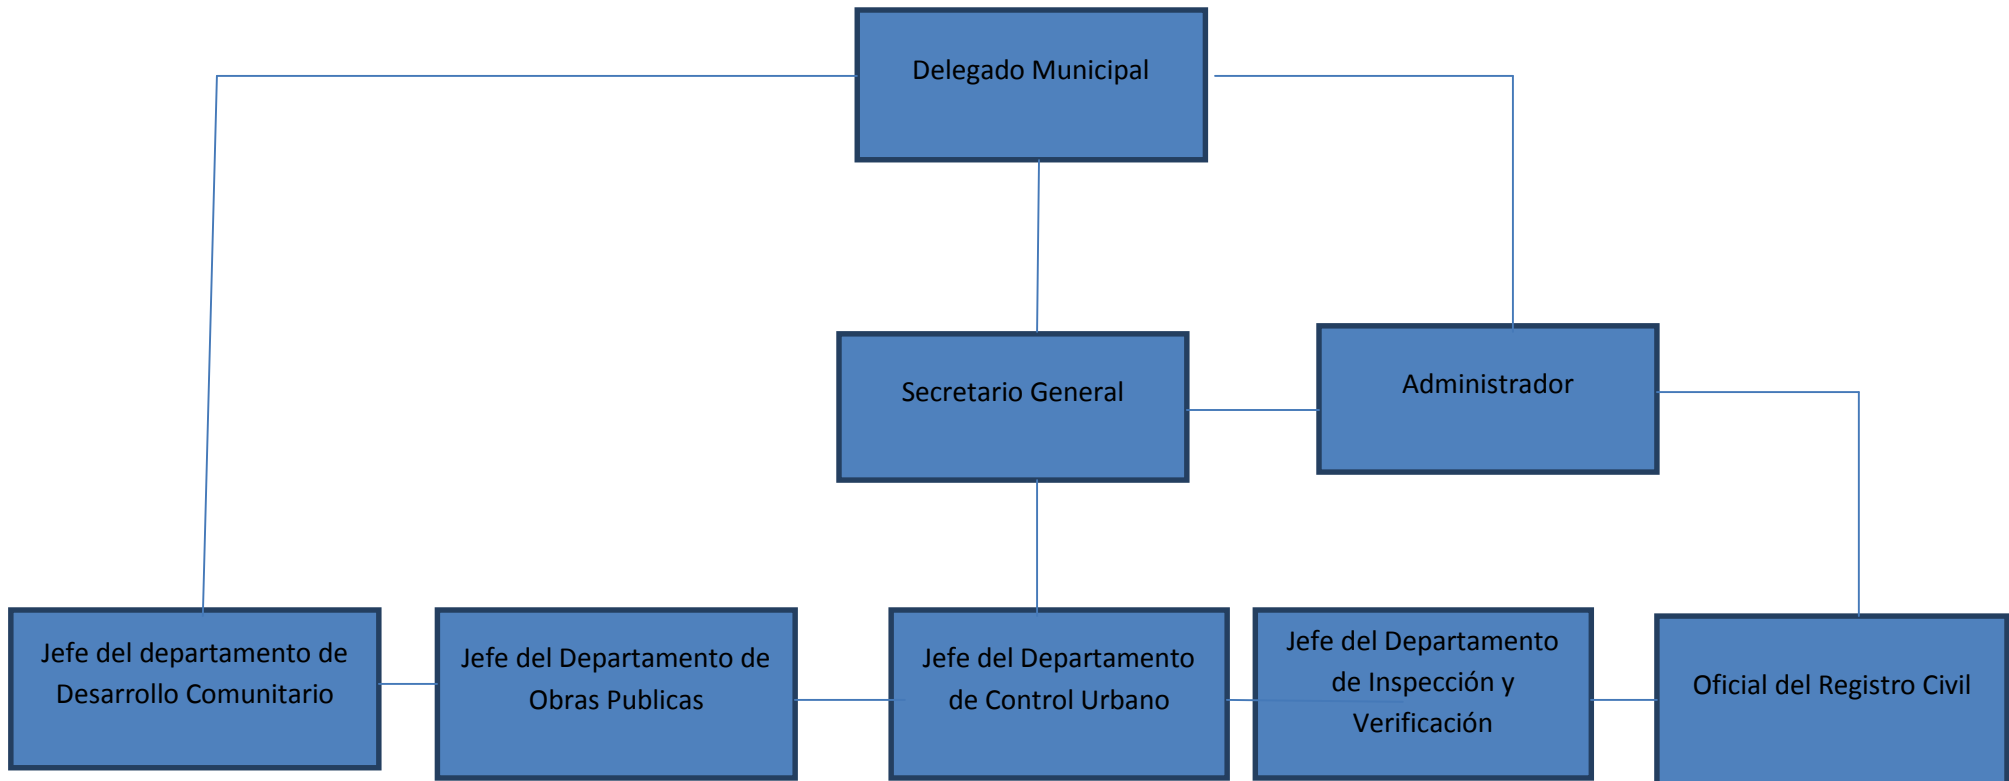 Delegado Municipal
Secretario General
Administrador
Jefe del departamento de
Desarrollo Comunitario
Jefe del Departamento de
Obras Publicas
Jefe del Departamento
de Control Urbano
Jefe del Departamento
de Inspección y
Verificación
Oficial del Registro Civil